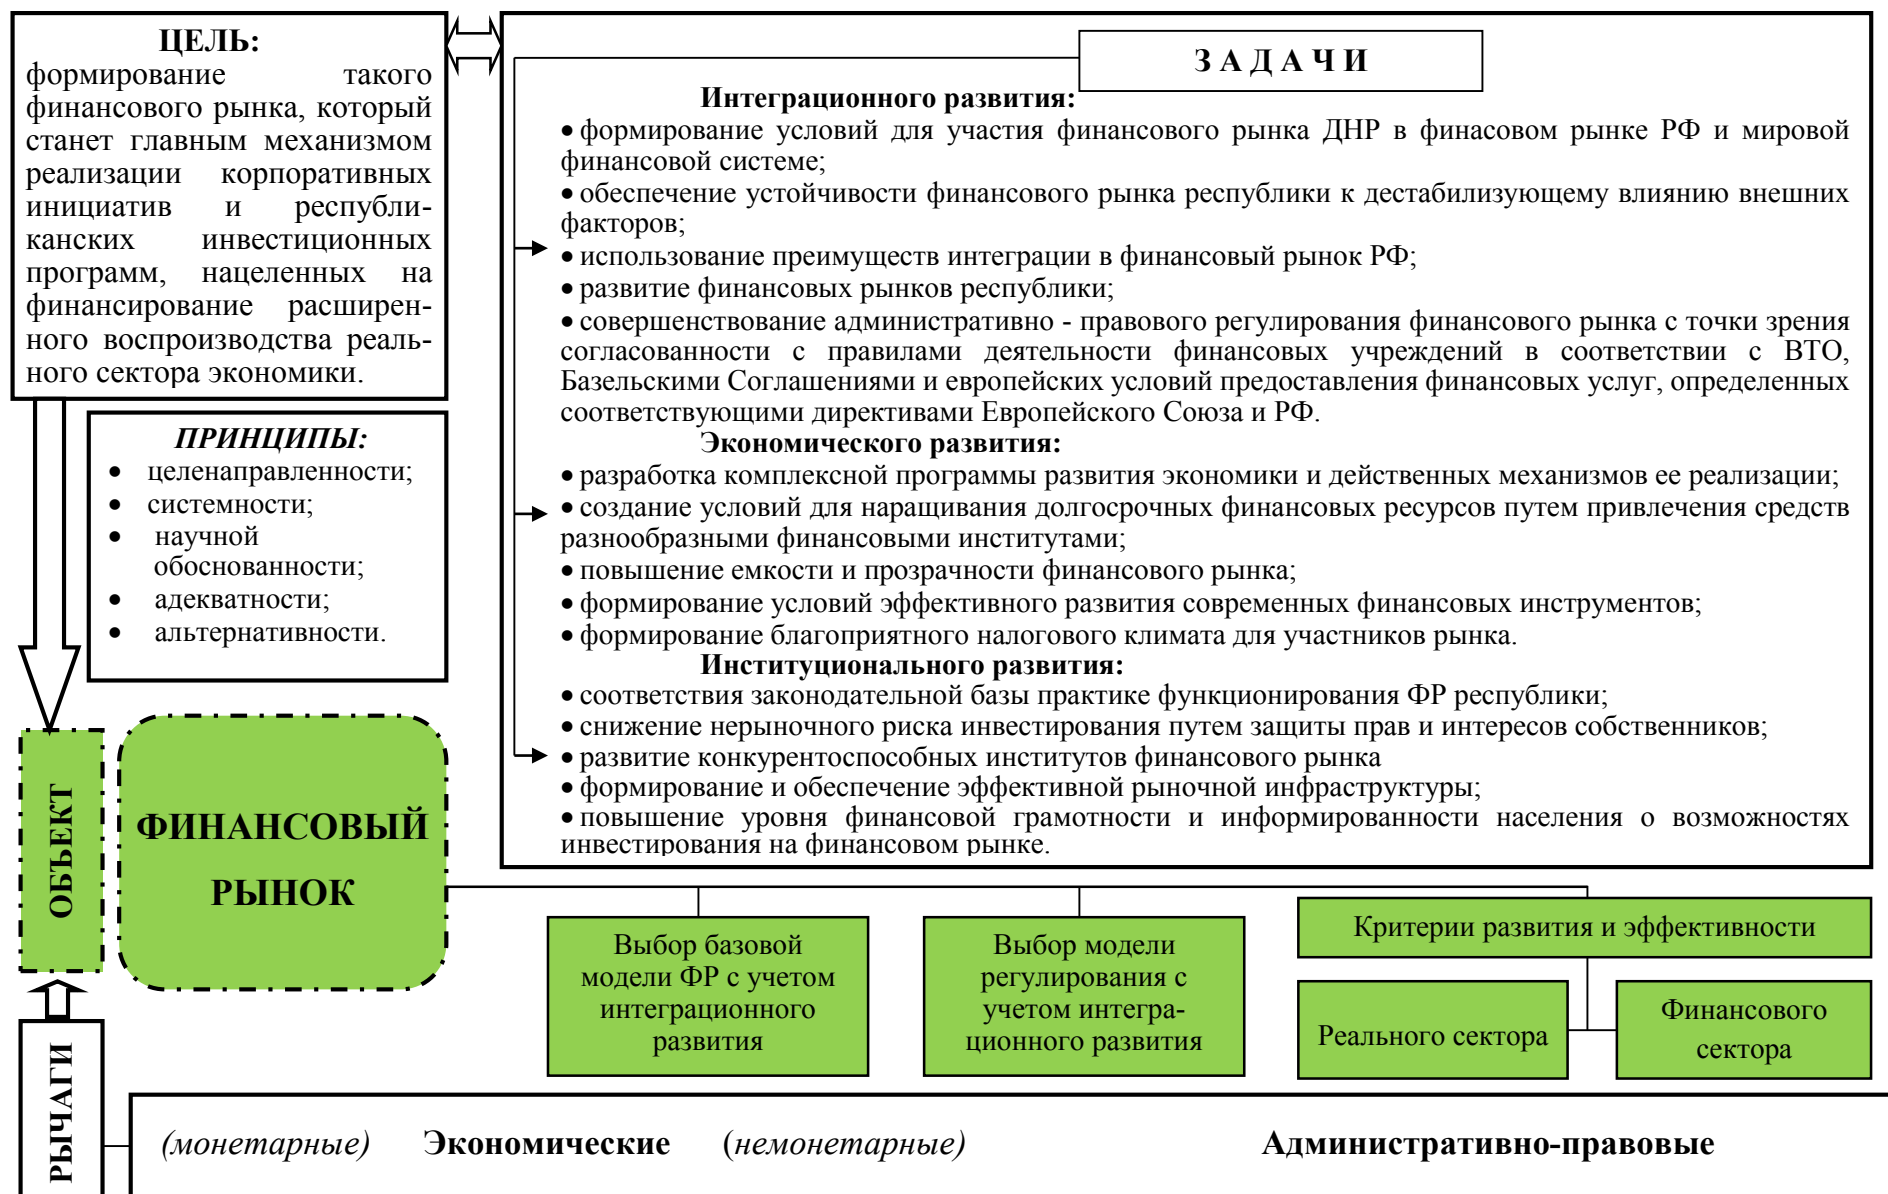 ЦЕЛЬ:
формирование такого
финансового рынка, который
станет главным механизмом
реализации корпоративных
инициатив и республи-
канских инвестиционных
программ, нацеленных на
финансирование расширен-
ного воспроизводства реаль-
ного сектора экономики.
ПРИНЦИПЫ:
• целенаправленности;
• системности;
• научной
обоснованности;
• адекватности;
• альтернативности.
З А Д А Ч И
Интеграционного развития:
• формирование условий для участия финансового рынка ДНР в финасовом рынке РФ и мировой
финансовой системе;
• обеспечение устойчивости финансового рынка республики к дестабилизующему влиянию внешних
факторов;
• использование преимуществ интеграции в финансовый рынок РФ;
• развитие финансовых рынков республики;
• совершенствование административно - правового регулирования финансового рынка с точки зрения
согласованности с правилами деятельности финансовых учреждений в соответствии с ВТО,
Базельскими Соглашениями и европейских условий предоставления финансовых услуг, определенных
соответствующими директивами Европейского Союза и РФ.
Экономического развития:
• разработка комплексной программы развития экономики и действенных механизмов ее реализации;
• создание условий для наращивания долгосрочных финансовых ресурсов путем привлечения средств
разнообразными финансовыми институтами;
• повышение емкости и прозрачности финансового рынка;
• формирование условий эффективного развития современных финансовых инструментов;
• формирование благоприятного налогового климата для участников рынка.
Институционального развития:
• соответствия законодательной базы практике функционирования ФР республики;
• снижение нерыночного риска инвестирования путем защиты прав и интересов собственников;
• развитие конкурентоспособных институтов финансового рынка
• формирование и обеспечение эффективной рыночной инфраструктуры;
• повышение уровня финансовой грамотности и информированности населения о возможностях
инвестирования на финансовом рынке.
ОБЪЕКТ
ФИНАНСОВЫЙ
РЫНОК
Выбор базовой
модели ФР с учетом
интеграционного
развития
Выбор модели
регулирования с
учетом интегра-
ционного развития
Критерии развития и эффективности
Реального сектора
Финансового
сектора
РЫЧАГИ
(монетарные) Экономические (немонетарные) Административно-правовые